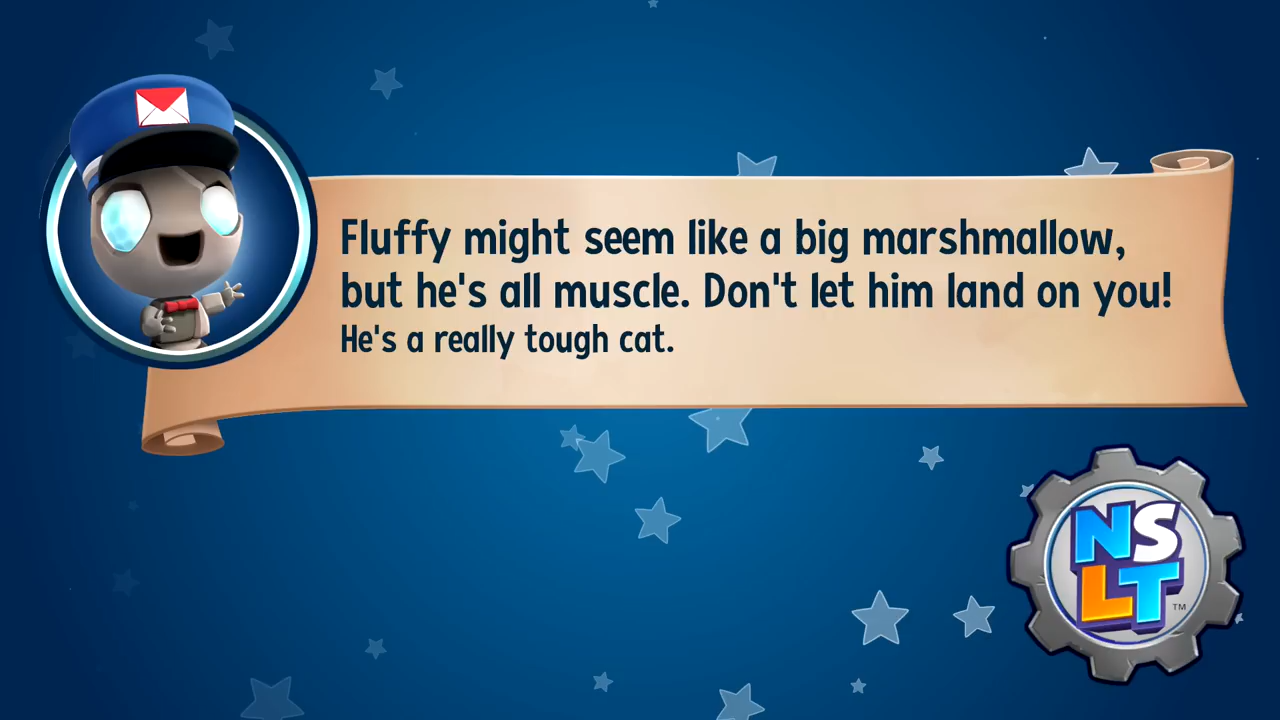 Fluffy might seem like a big marshmallow,
but he's all muscle. Don't let him land on you!
He's a really tough cat.
NS
LT
TM